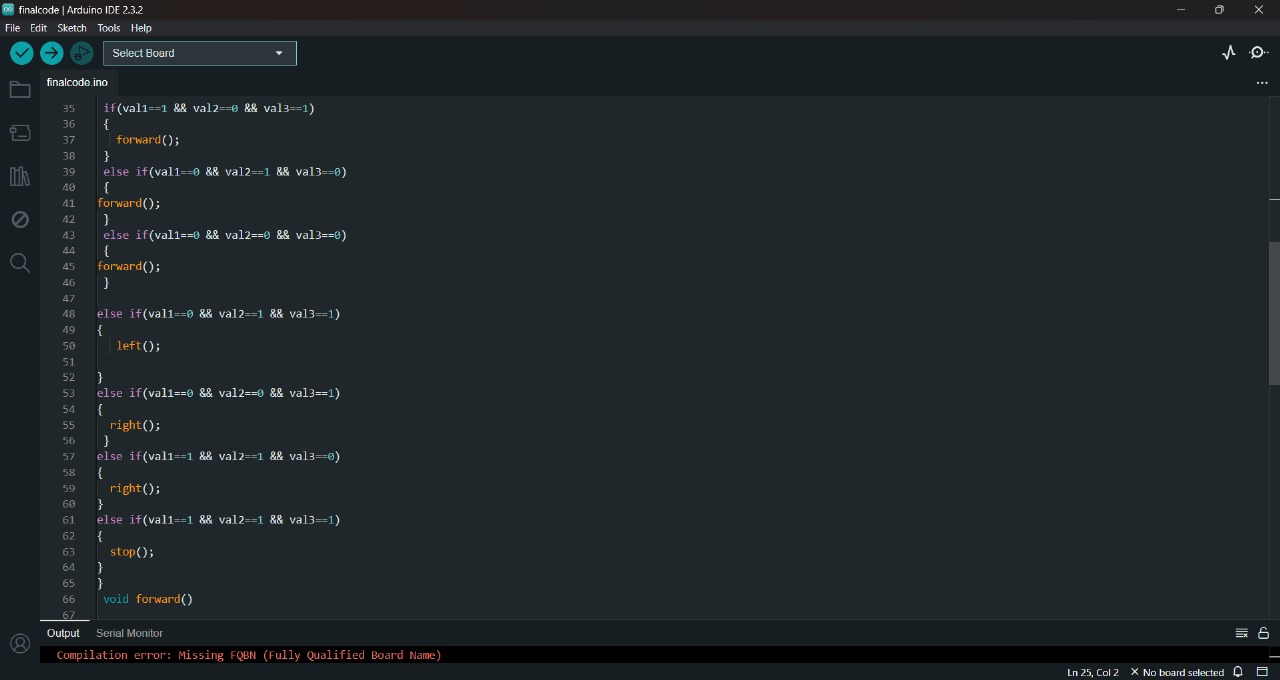 finalcode | Arduino IDE 2.3.2
File Edit Sketch Tools Help
Select Board
finalcode.ino
35 if(val1==1 && val2==0 && val3==1)
36 {
37 forward();
38 }
39 else if(val1==0 && val2==1 && val3==0)
40 {
41 forward();
42 }
43 else if(val1==0 && val2==0 && val3==0)
44 {
45 forward();
46 }
47
48 else if(val1==0 && val2==1 && val3==1)
49 {
50 left();
51
52 }
53 else if(val1==0 && val2==0 && val3==1)
54 {
55 right();
56 }
57 else if(val1==1 && val2==1 && val3==0)
58 {
59 right();
60 }
61 else if(val1==1 && val2==1 && val3==1)
62 {
63 stop();
64 }
65 }
66 void forward()
67
Output Serial Monitor
Compilation error: Missing FQBN (Fully Qualified Board Name)
Ln 25, Col 2 × No board selected